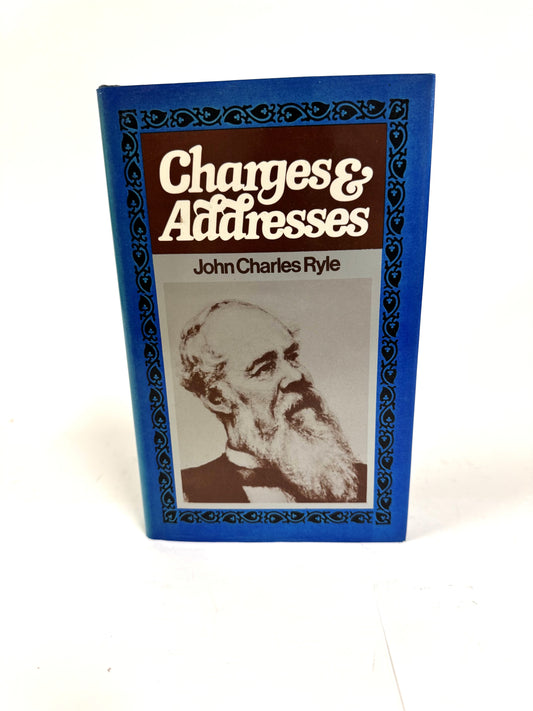 Charges &
Addresses
John Charles Ryle